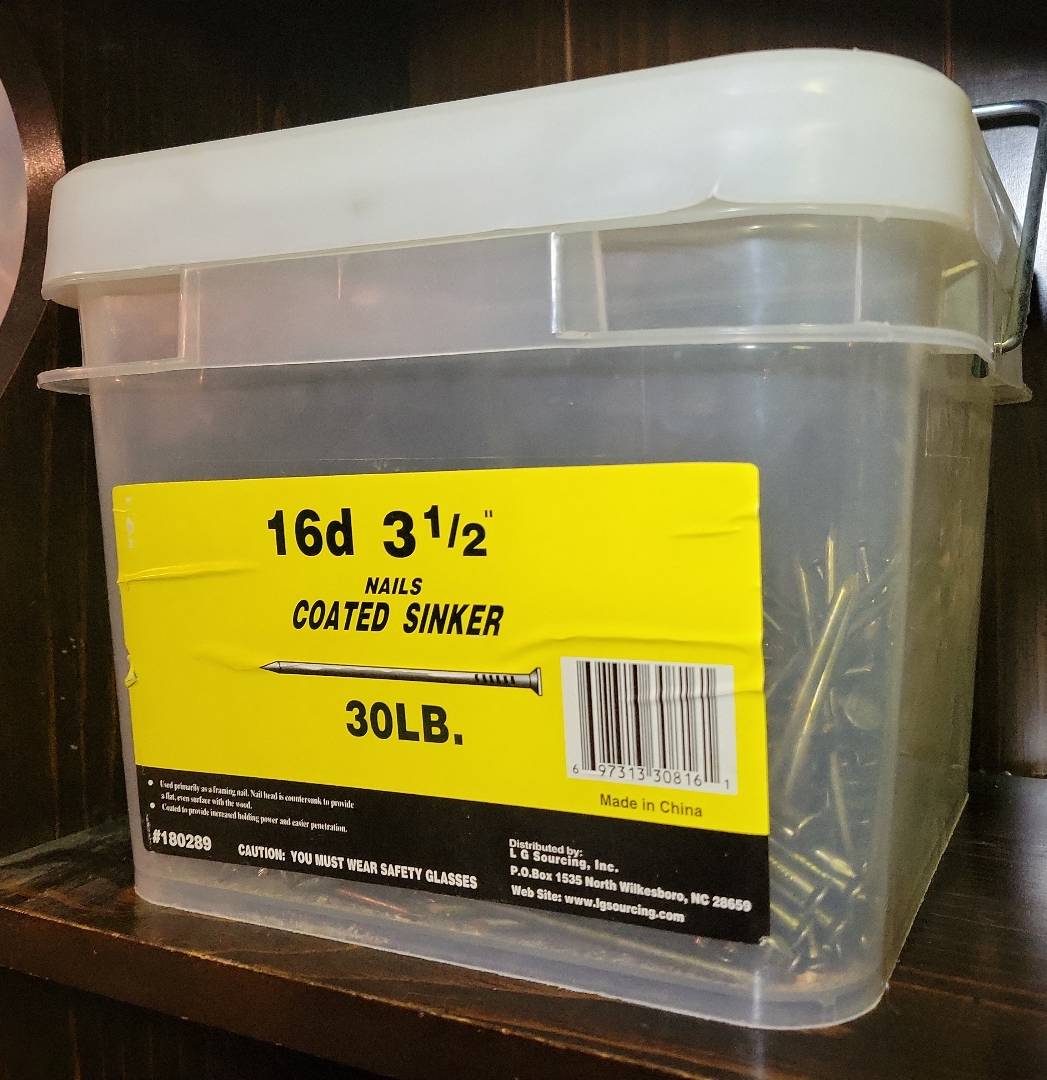 16d 3 1/2"
NAILS
COATED SINKER
30LB.
6 97313 30816 1
Made in China
• Used primarily as a framing nail. Nail head is countersunk to provide
a flat, even surface with the wood.
• Coated to provide increased holding power and easier penetration.
#180289
CAUTION: YOU MUST WEAR SAFETY GLASSES
Distributed by:
L G Sourcing, Inc.
P.O.Box 1535 North Wilkesboro, NC 28659
Web Site: www.lgsourcing.com